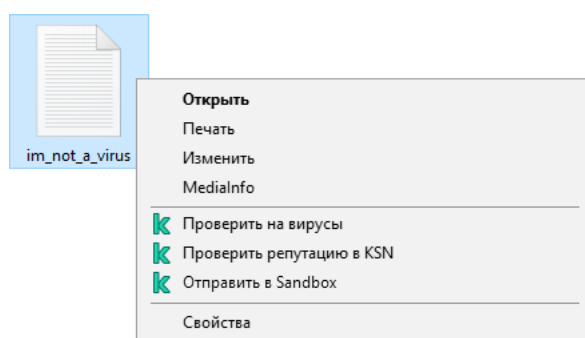 im_not_a_virus
Открыть
Печать
Изменить
MediaInfo
Проверить на вирусы
Проверить репутацию в KSN
Отправить в Sandbox
Свойства